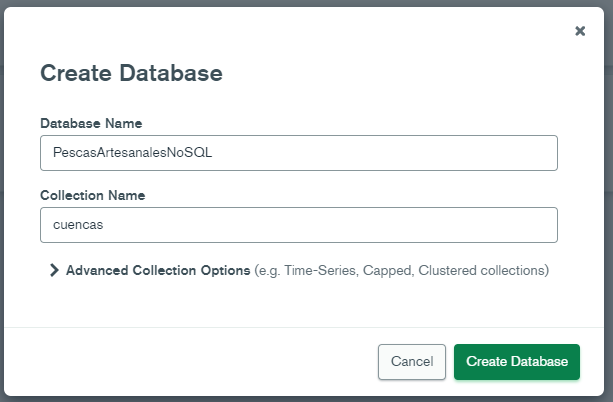 Create Database
Database Name
PescasArtesanalesNoSQL
Collection Name
cuencas
Advanced Collection Options (e.g. Time-Series, Capped, Clustered collections)
Cancel
Create Database